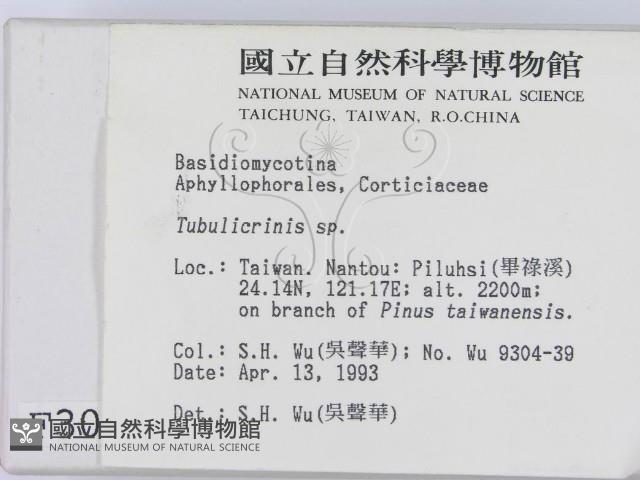 國立自然科學博物館
NATIONAL MUSEUM OF NATURAL SCIENCE
TAICHUNG, TAIWAN, R.O.CHINA
Basidiomycotina
Aphyllophorales, Corticiaceae
Tubulicrinis sp.
Loc.: Taiwan. Nantou: Piluhsi(畢祿溪)
24.14N, 121.17E; alt. 2200m;
on branch of Pinus taiwanensis.
Col.: S.H. Wu(吳聲華); No. Wu 9304-39
Date: Apr. 13, 1993
Det.: S.H. Wu(吳聲華)
國立自然科學博物館
NATIONAL MUSEUM OF NATURAL SCIENCE